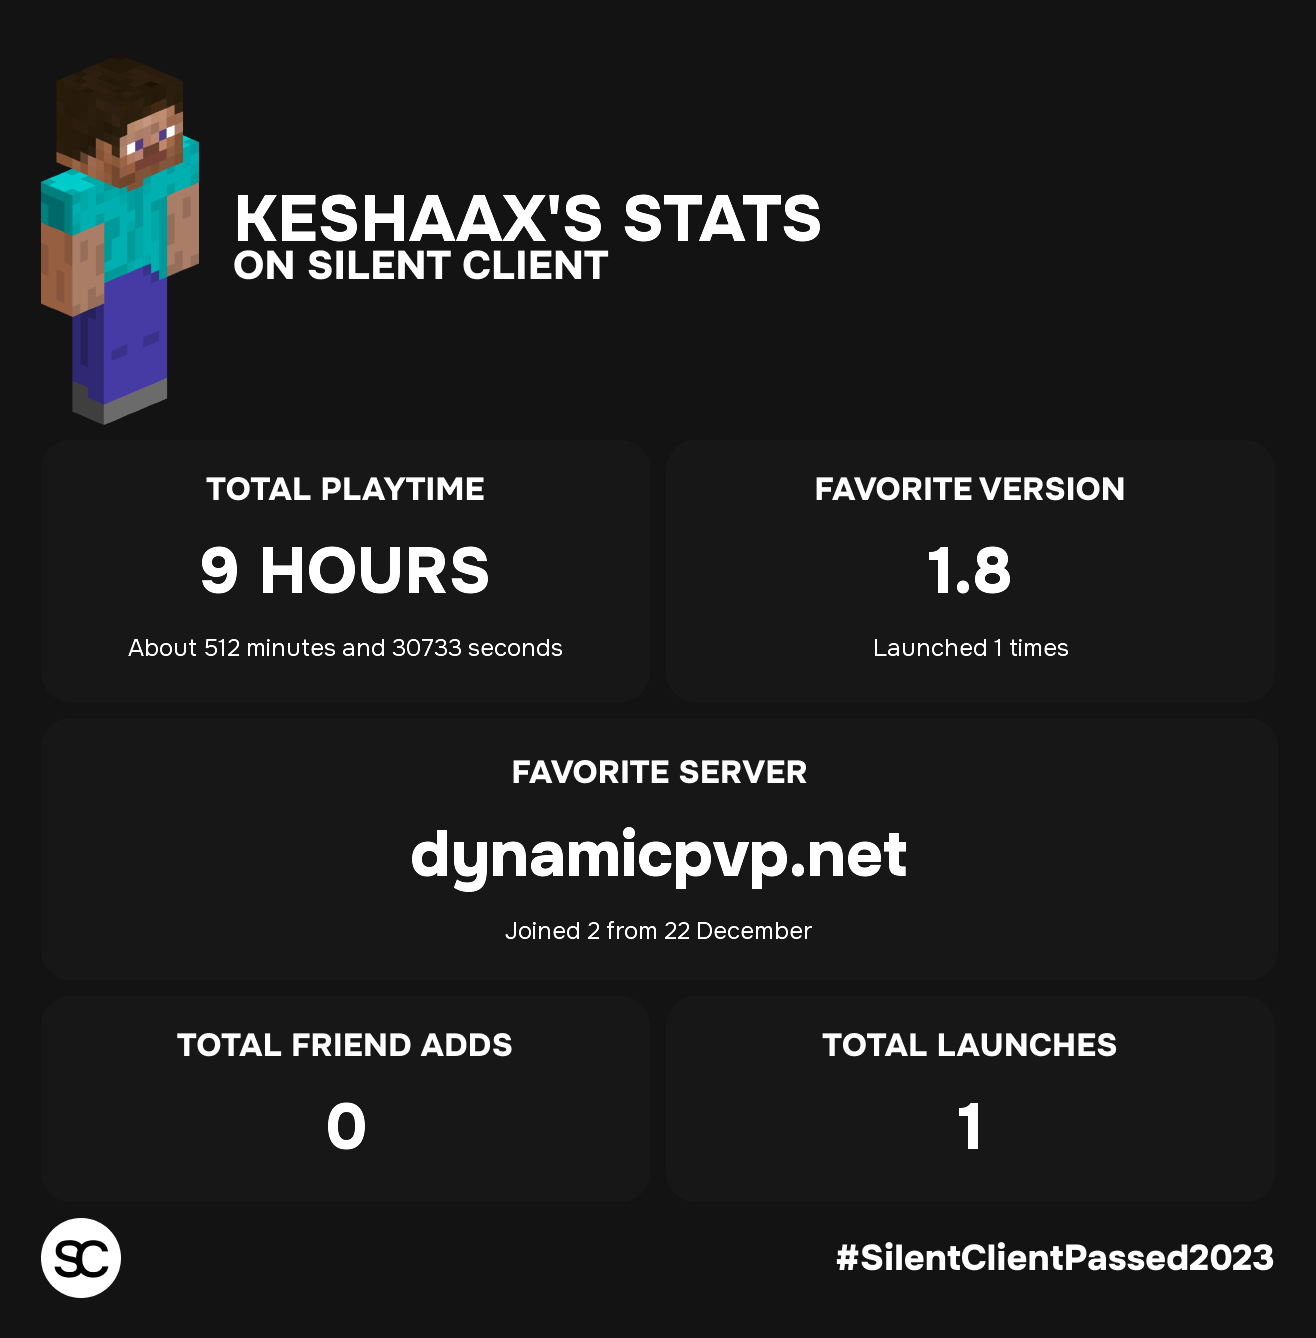 KESHAAX'S STATS
ON SILENT CLIENT
TOTAL PLAYTIME
9 HOURS
About 512 minutes and 30733 seconds
FAVORITE VERSION
1.8
Launched 1 times
FAVORITE SERVER
dynamicpvp.net
Joined 2 from 22 December
TOTAL FRIEND ADDS
0
TOTAL LAUNCHES
1
SC
#SilentClientPassed2023